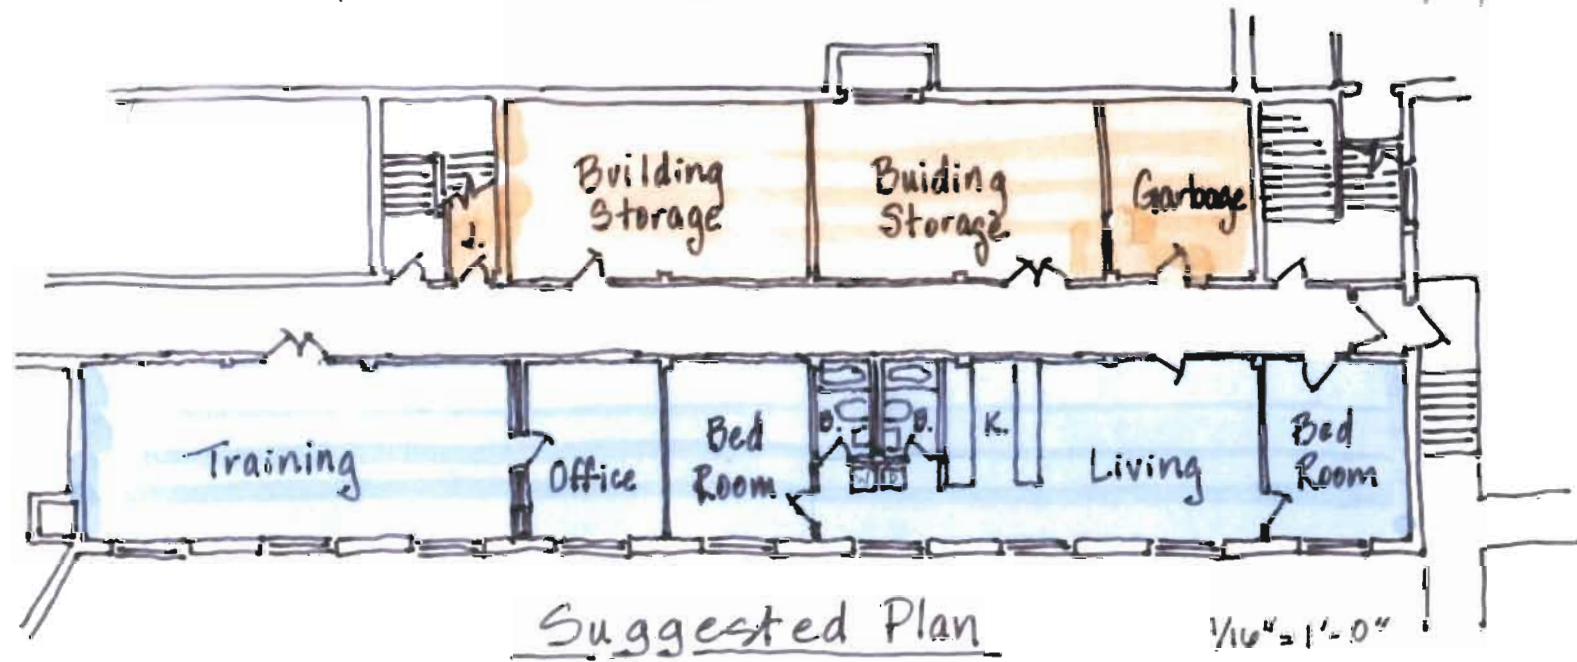 Building
Storage
Buiding
Storage
Garbage
J.
Training
Office
Bed
Room
B.
B.
W
D
K.
Living
Bed
Room
Suggested Plan
1/16"=1'-0"